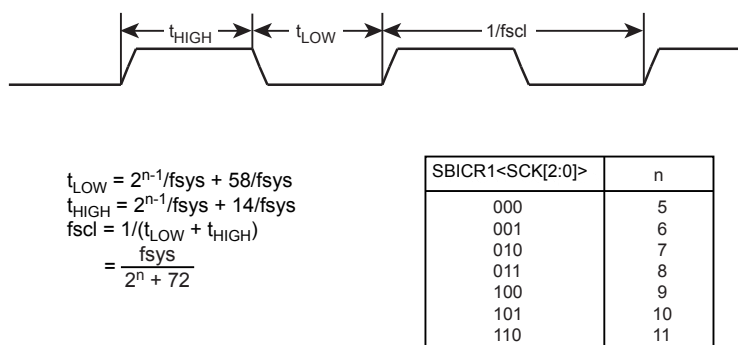 tHIGH tLOW 1/fscl
tLOW = 2n-1/fsys + 58/fsys
tHIGH = 2n-1/fsys + 14/fsys
fscl = 1/(tLOW + tHIGH)
= fsys
2n + 72
SBICR1<SCK[2:0]> n
000 5
001 6
010 7
011 8
100 9
101 10
110 11